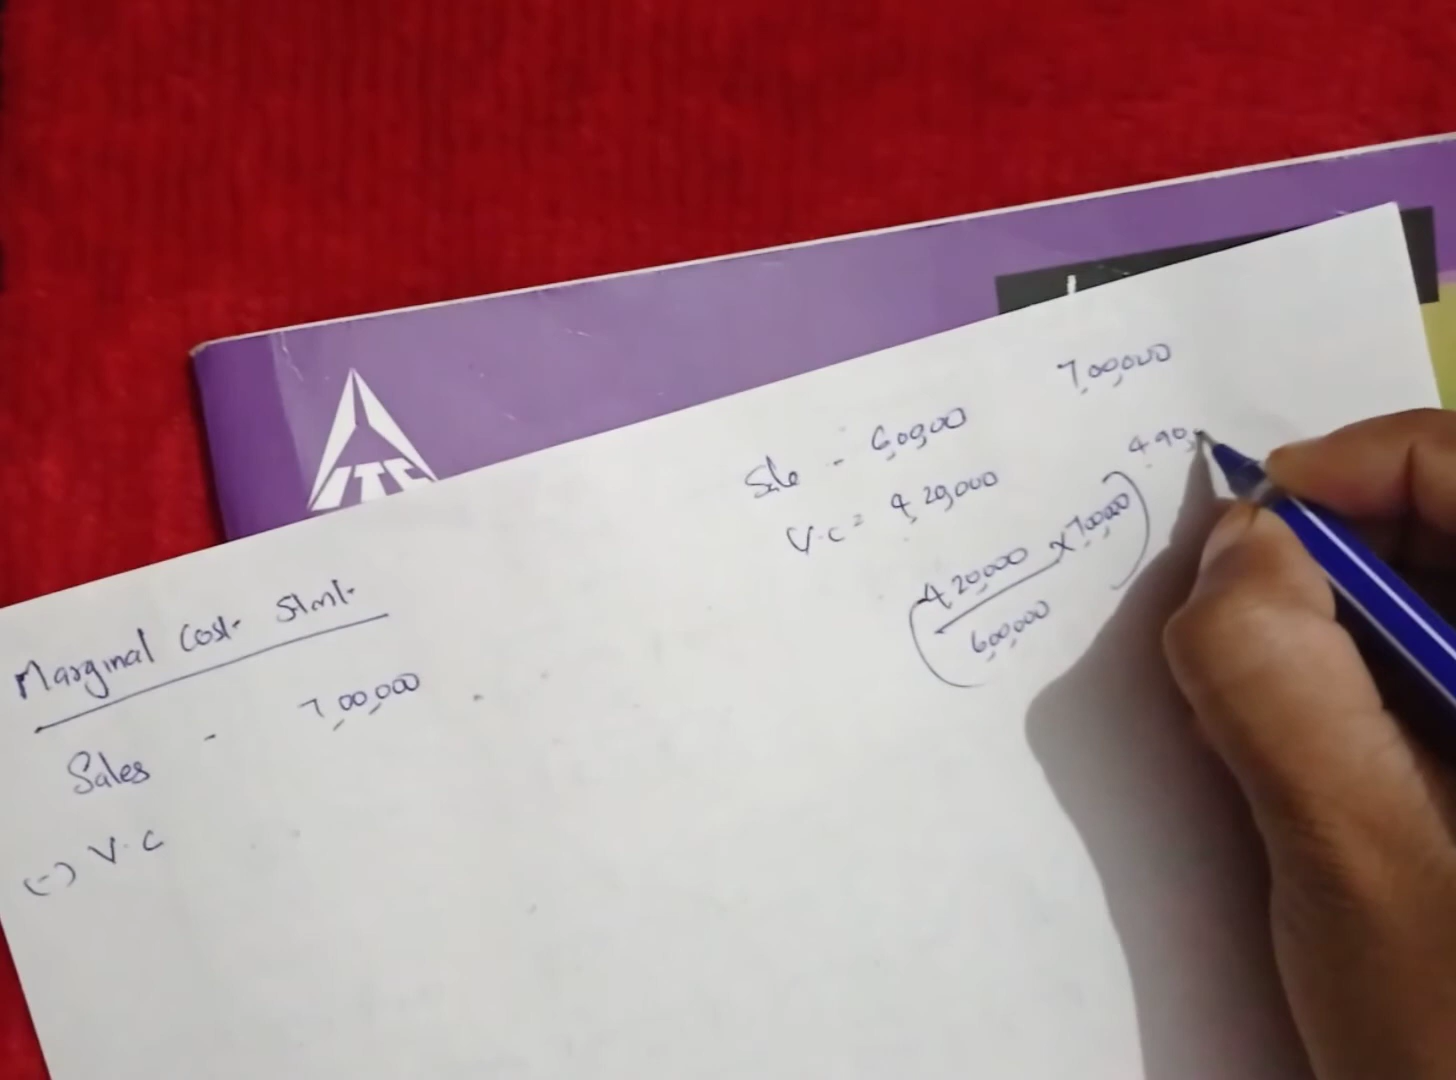 ITC
Sale - 6,00,000 7,00,000
V.C = 4,20,000 4,90,
(4,20,000 / 6,00,000 × 7,00,000)
Marginal Cost Stmt.
Sales - 7,00,000
(-) V.C